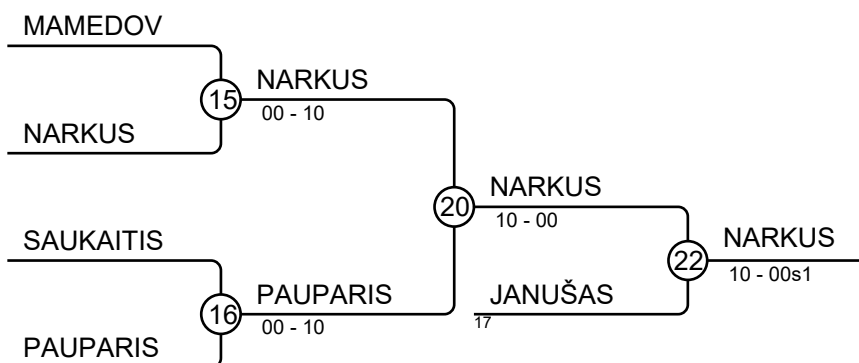 MAMEDOV
15
NARKUS
00 - 10
NARKUS
20
NARKUS
10 - 00
SAUKAITIS
22
NARKUS
10 - 00s1
16
PAUPARIS
00 - 10
JANUŠAS
17
PAUPARIS